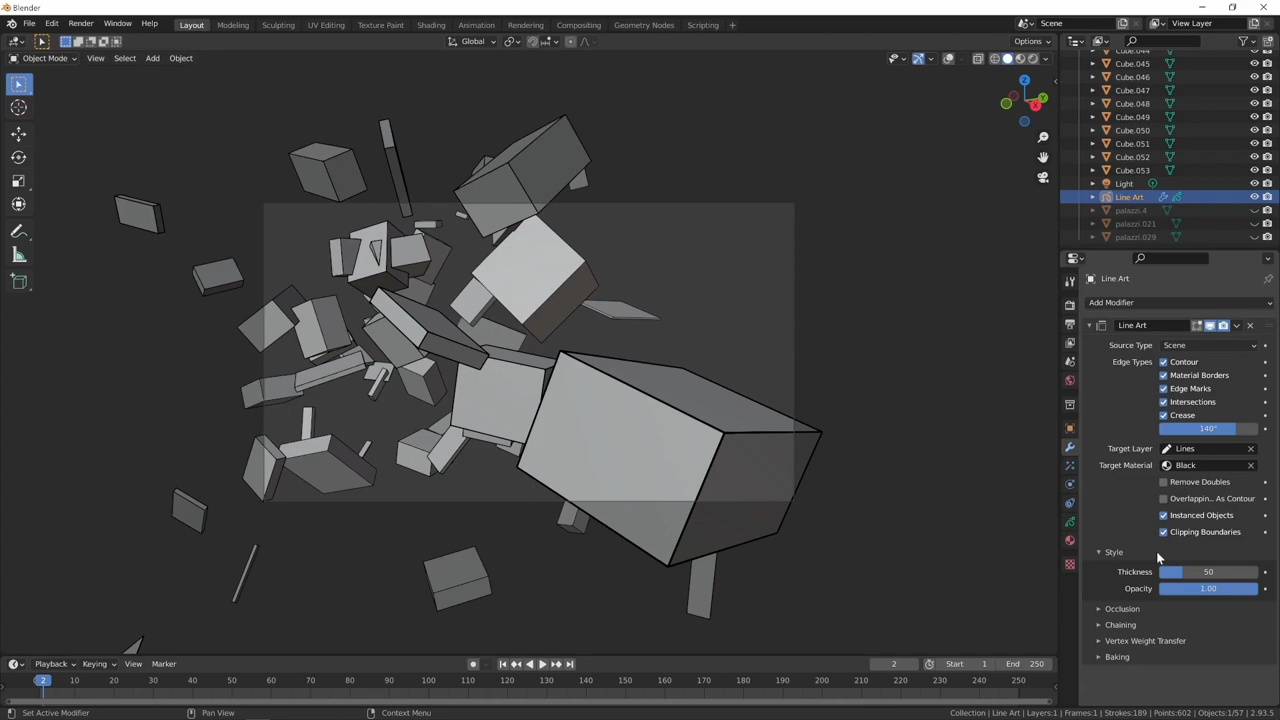 Blender
File Edit Render Window Help Layout Modeling Sculpting UV Editing Texture Paint Shading Animation Rendering Compositing Geometry Nodes Scripting + Scene View Layer
Global Options
Object Mode View Select Add Object
Z
Y
X
Cube.044
Cube.045
Cube.046
Cube.047
Cube.048
Cube.049
Cube.050
Cube.051
Cube.052
Cube.053
Light
Line Art
palazzi.4
palazzi.021
palazzi.029
Line Art
Add Modifier
Line Art
Source Type Scene
Edge Types Contour
Material Borders
Edge Marks
Intersections
Crease
140°
Target Layer Lines
Target Material Black
Remove Doubles
Overlappin.. As Contour
Instanced Objects
Clipping Boundaries
Style
Thickness 50
Opacity 1.00
Occlusion
Chaining
Vertex Weight Transfer
Baking
Playback Keying View Marker 2 Start 1 End 250
2 10 20 30 40 50 60 70 80 90 100 110 120 130 140 150 160 170 180 190 200 210 220 230 240 250
Set Active Modifier Pan View Context Menu Collection | Line Art | Layers:1 | Frames:1 | Strokes:189 | Points:602 | Objects:1/57 | 2.93.5